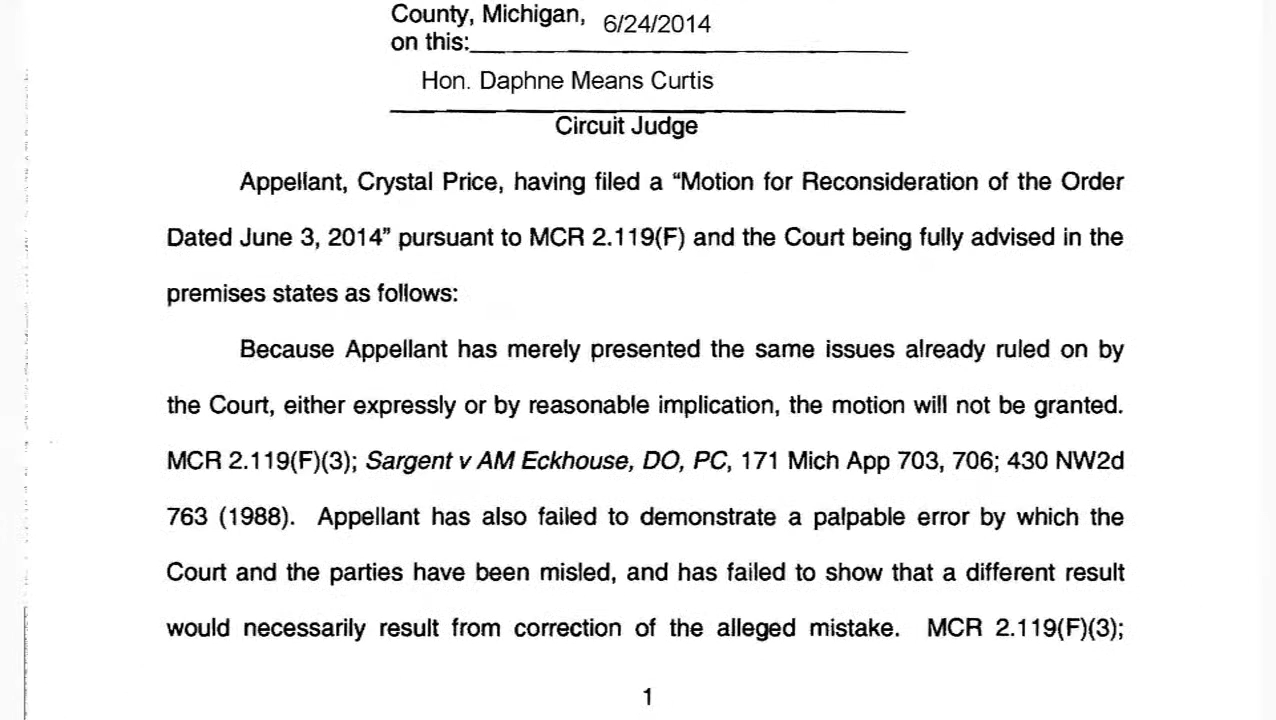 County, Michigan, 6/24/2014
on this:
Hon. Daphne Means Curtis
Circuit Judge
Appellant, Crystal Price, having filed a “Motion for Reconsideration of the Order
Dated June 3, 2014” pursuant to MCR 2.119(F) and the Court being fully advised in the
premises states as follows:
Because Appellant has merely presented the same issues already ruled on by
the Court, either expressly or by reasonable implication, the motion will not be granted.
MCR 2.119(F)(3); Sargent v AM Eckhouse, DO, PC, 171 Mich App 703, 706; 430 NW2d
763 (1988). Appellant has also failed to demonstrate a palpable error by which the
Court and the parties have been misled, and has failed to show that a different result
would necessarily result from correction of the alleged mistake. MCR 2.119(F)(3);
1